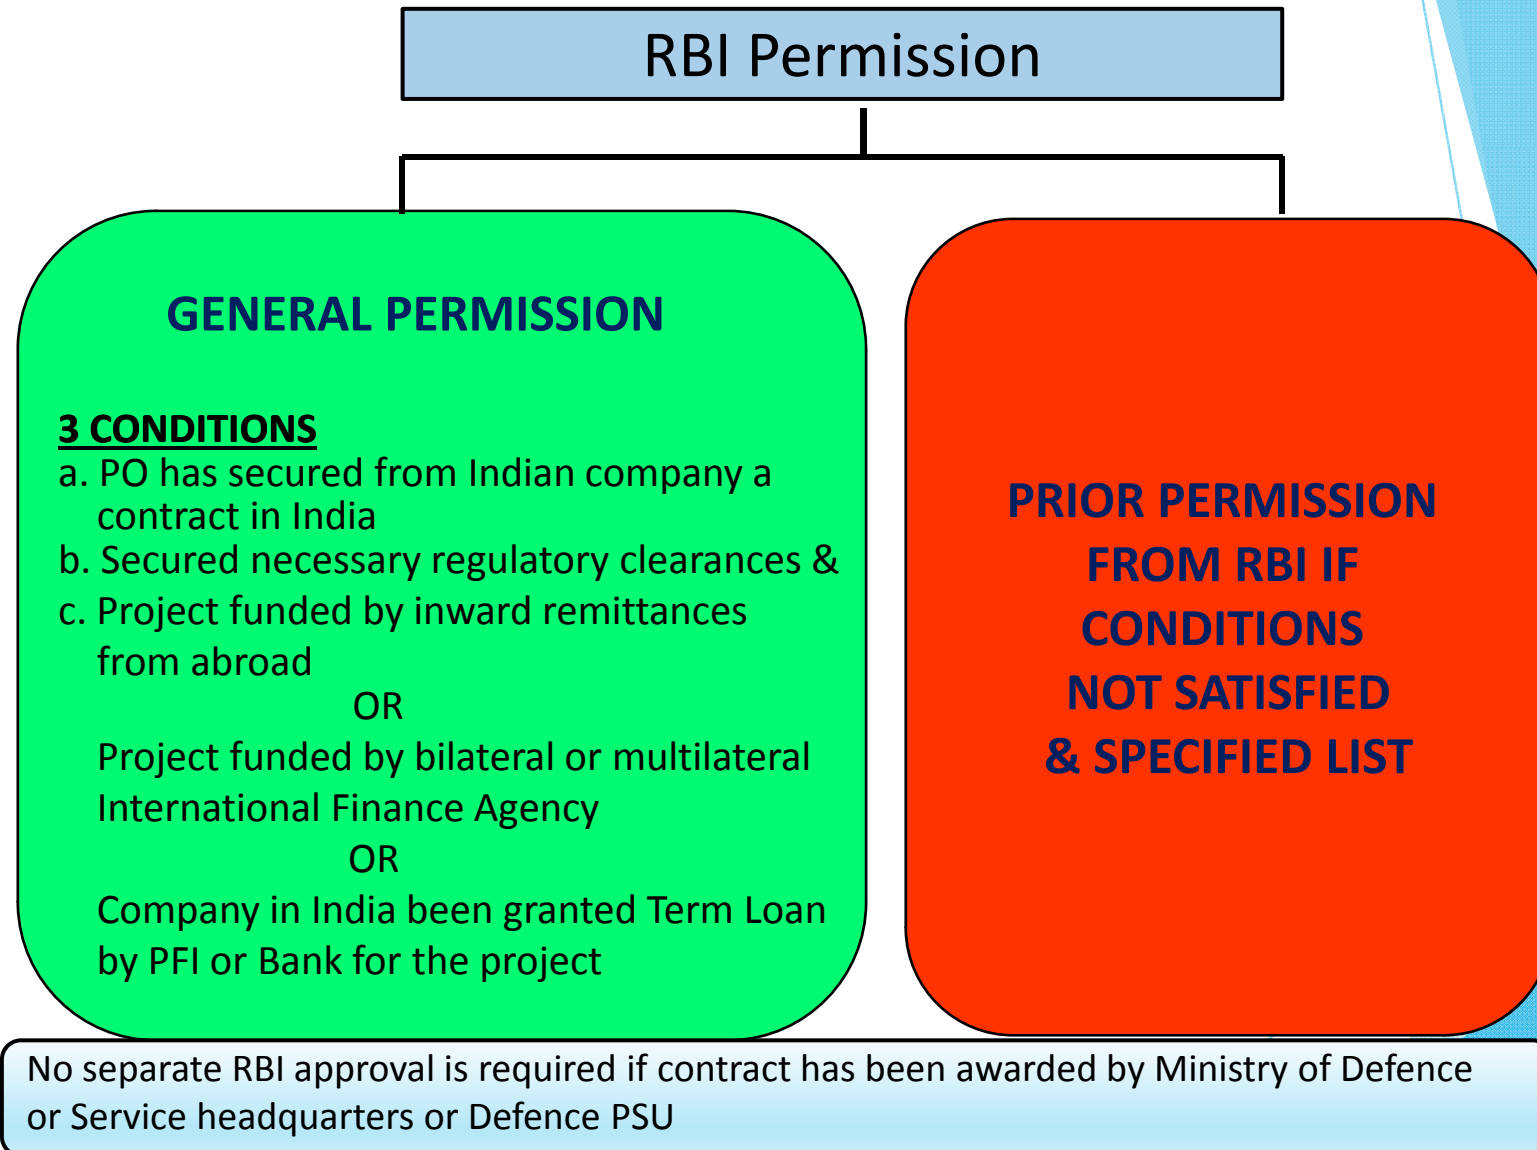 RBI Permission
GENERAL PERMISSION
3 CONDITIONS
a. PO has secured from Indian company a
contract in India
b. Secured necessary regulatory clearances &
c. Project funded by inward remittances
from abroad
OR
Project funded by bilateral or multilateral
International Finance Agency
OR
Company in India been granted Term Loan
by PFI or Bank for the project
PRIOR PERMISSION
FROM RBI IF
CONDITIONS
NOT SATISFIED
& SPECIFIED LIST
No separate RBI approval is required if contract has been awarded by Ministry of Defence
or Service headquarters or Defence PSU